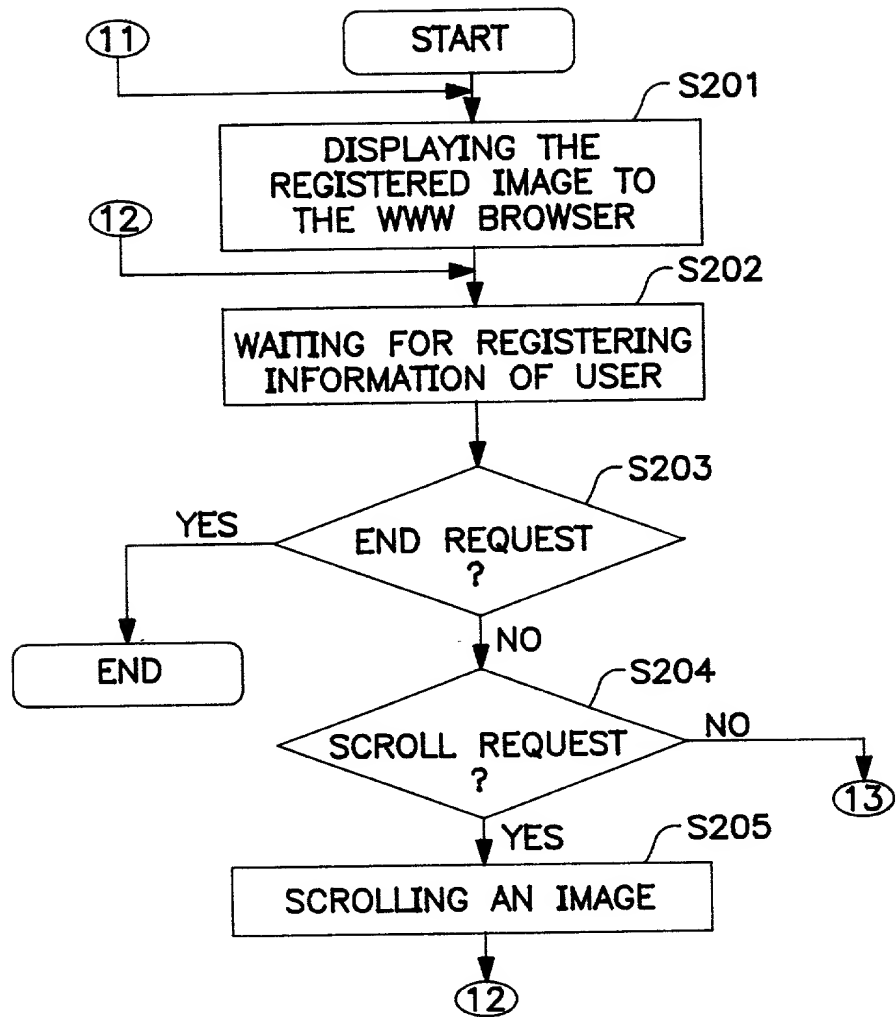 11
START
S201
DISPLAYING THE
REGISTERED IMAGE TO
THE WWW BROWSER
12
S202
WAITING FOR REGISTERING
INFORMATION OF USER
S203
YES
END REQUEST
?
NO
END
S204
SCROLL REQUEST
?
NO
13
YES
S205
SCROLLING AN IMAGE
12